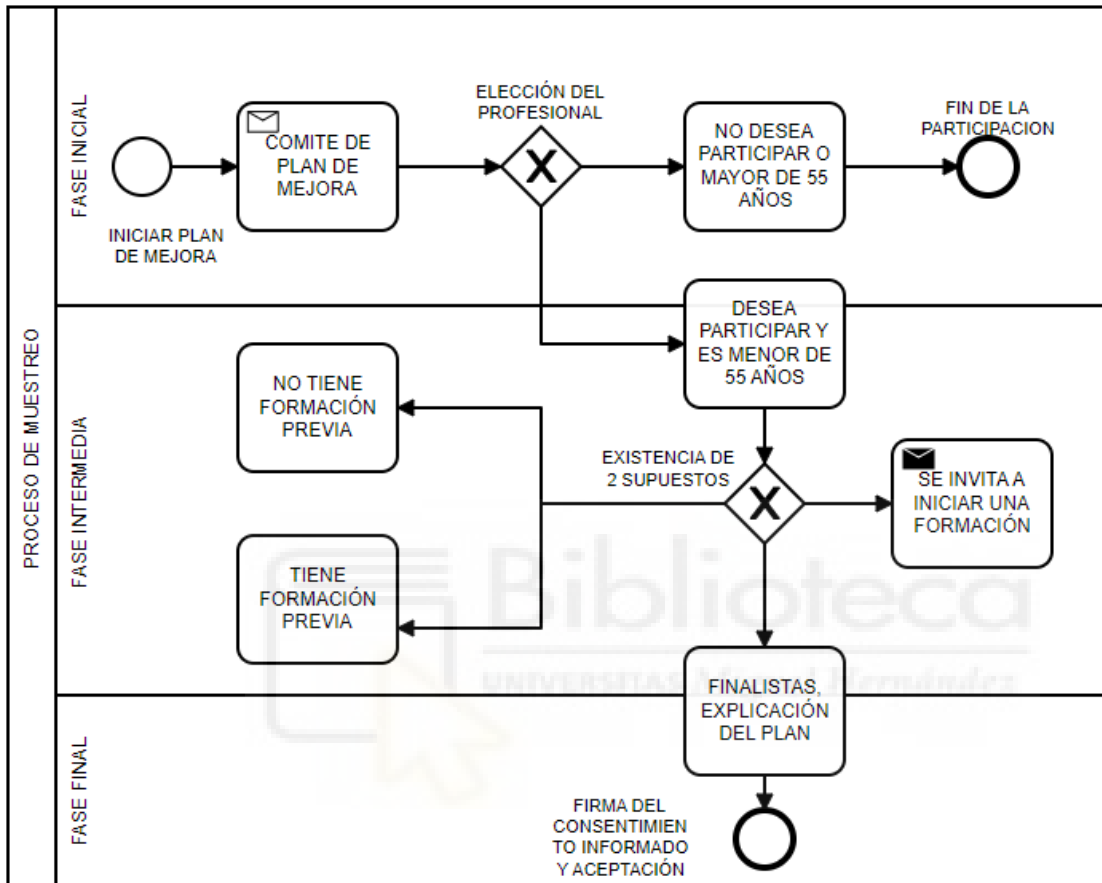 PROCESO DE MUESTREO
FASE INICIAL
INICIAR PLAN
DE MEJORA
COMITE DE
PLAN DE
MEJORA
ELECCIÓN DEL
PROFESIONAL
X
NO DESEA
PARTICIPAR O
MAYOR DE 55
AÑOS
FIN DE LA
PARTICIPACION
FASE INTERMEDIA
DESEA
PARTICIPAR Y
ES MENOR DE
55 AÑOS
NO TIENE
FORMACIÓN
PREVIA
EXISTENCIA DE
2 SUPUESTOS
X
SE INVITA A
INICIAR UNA
FORMACIÓN
TIENE
FORMACIÓN
PREVIA
Biblioteca
UNIVERSITAS Miguel Hernández
FASE FINAL
FINALISTAS,
EXPLICACIÓN
DEL PLAN
FIRMA DEL
CONSENTIMIEN
TO INFORMADO
Y ACEPTACIÓN